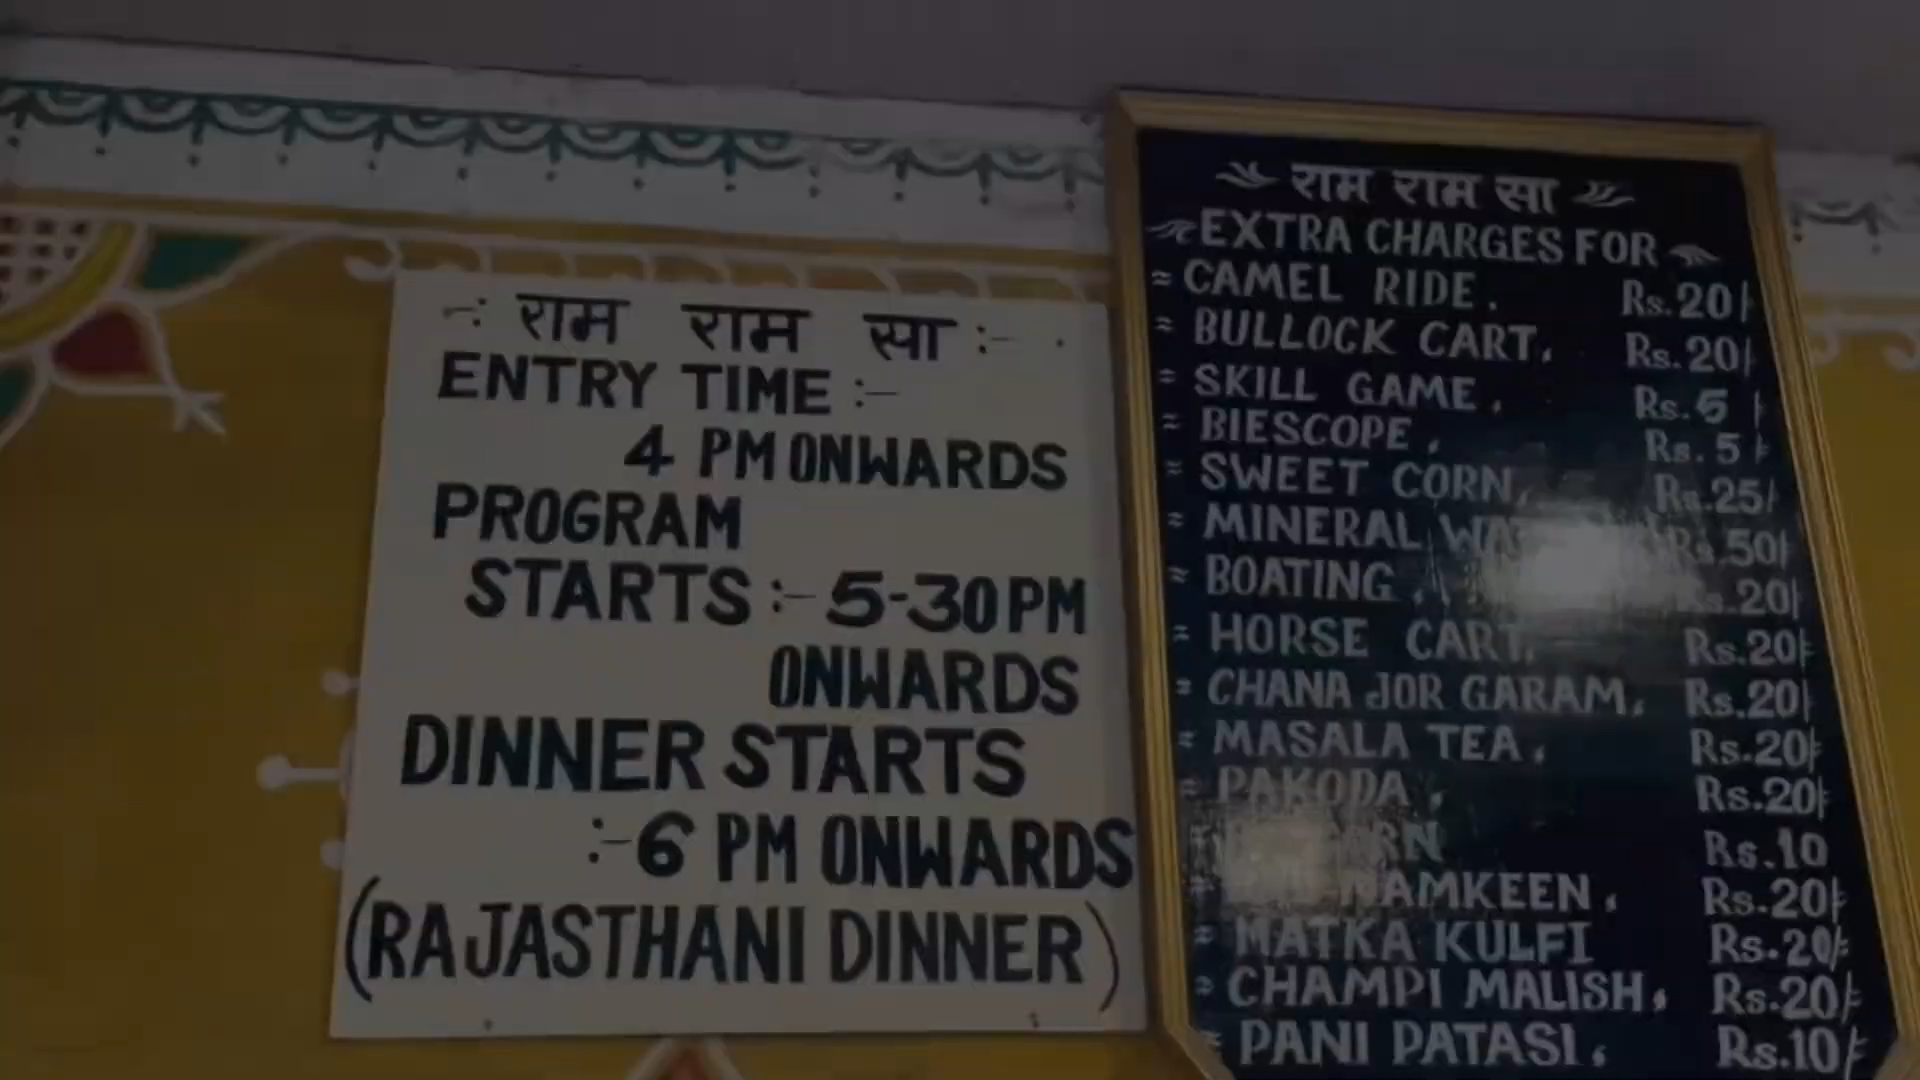 -: राम राम सा :-
ENTRY TIME :-
4 PM ONWARDS
PROGRAM
STARTS :- 5-30 PM
ONWARDS
DINNER STARTS
:- 6 PM ONWARDS
(RAJASTHANI DINNER)
राम राम सा
EXTRA CHARGES FOR
= CAMEL RIDE. Rs.20/-
= BULLOCK CART. Rs.20/-
= SKILL GAME. Rs.5/-
= BIESCOPE. Rs.5/-
= SWEET CORN. Rs.25/-
= MINERAL Rs.50/-
= BOATING. Rs.20/-
= HORSE CART. Rs.20/-
= CHANA JOR GARAM. Rs.20/-
= MASALA TEA. Rs.20/-
= PAKODA. Rs.20/-
Rs.10
= NAMKEEN. Rs.20/-
= MATKA KULFI Rs.20/-
= CHAMPI MALISH. Rs.20/-
= PANI PATASI. Rs.10/-